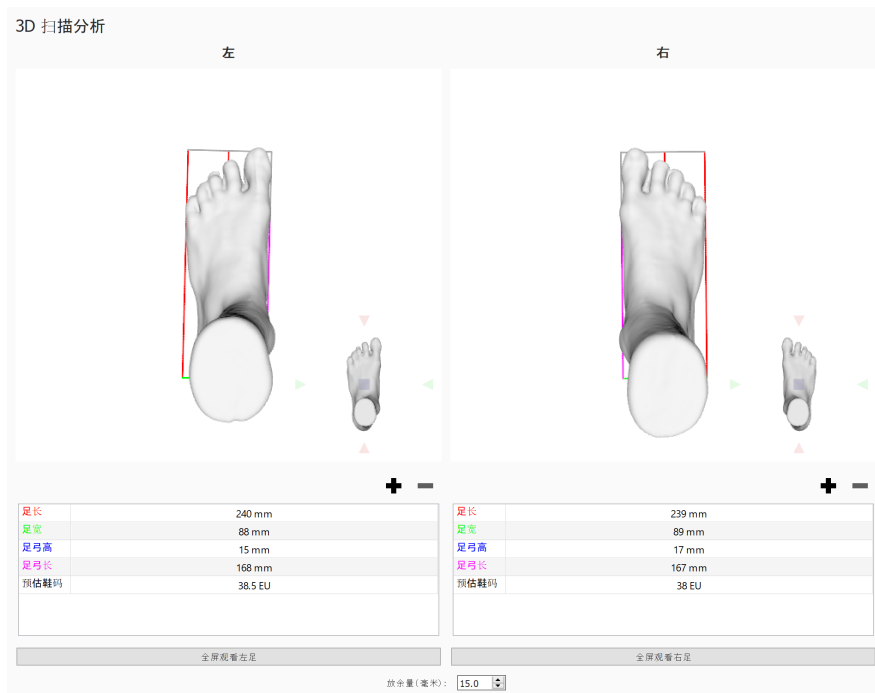 3D 扫描分析
左
右
足长 240 mm
足宽 88 mm
足弓高 15 mm
足弓长 168 mm
预估鞋码 38.5 EU
足长 239 mm
足宽 89 mm
足弓高 17 mm
足弓长 167 mm
预估鞋码 38 EU
全屏观看左足
全屏观看右足
放余量(毫米): 15.0